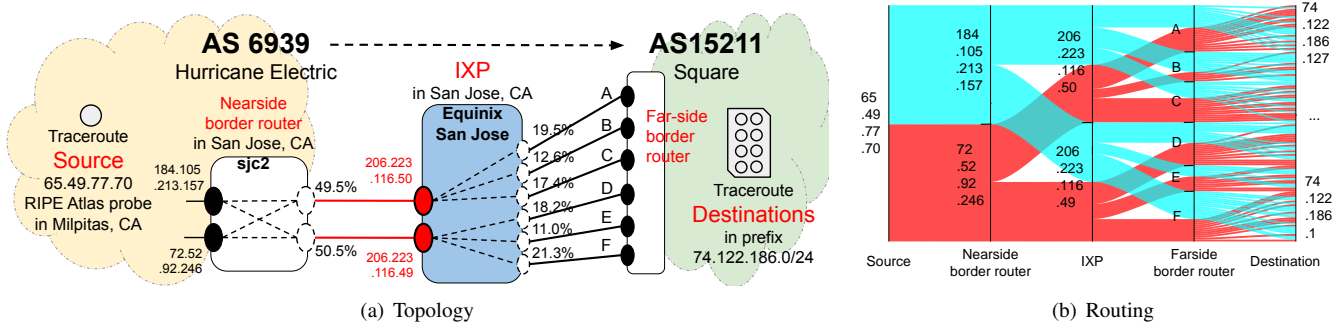 AS 6939
Hurricane Electric
AS15211
Square
IXP
in San Jose, CA
Equinix
San Jose
Nearside
border router
in San Jose, CA
sjc2
Traceroute
Source
65.49.77.70
RIPE Atlas probe
in Milpitas, CA
184.105
.213.157
72.52
.92.246
49.5%
50.5%
206.223
.116.50
206.223
.116.49
19.5%
12.6%
17.4%
18.2%
11.0%
21.3%
A
B
C
D
E
F
Far-side
border
router
Traceroute
Destinations
in prefix
74.122.186.0/24
(a) Topology
65
.49
.77
.70
184
.105
.213
.157
72
.52
.92
.246
206
.223
.116
.50
206
.223
.116
.49
A
B
C
D
E
F
74
.122
.186
.127
...
74
.122
.186
.1
Source
Nearside
border router
IXP
Farside
border router
Destination
(b) Routing